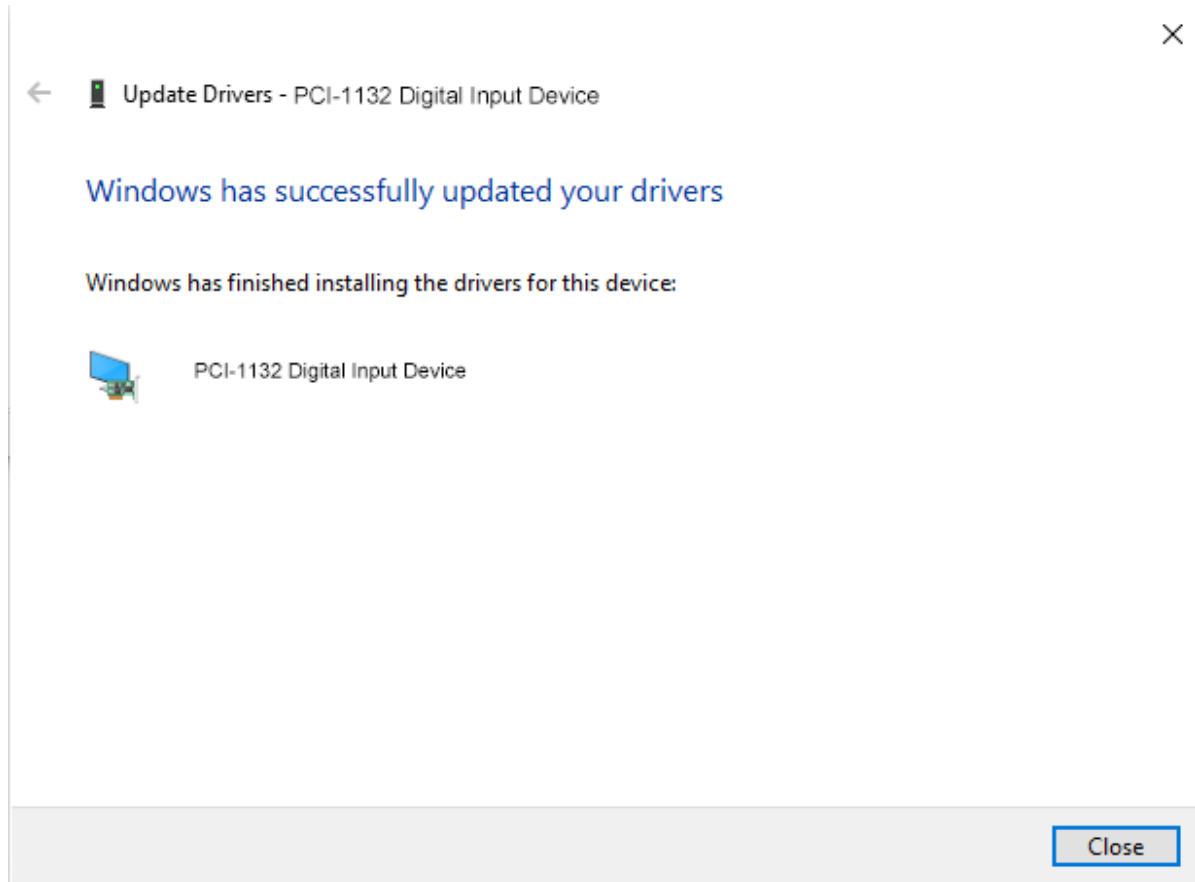 Update Drivers - PCI-1132 Digital Input Device
Windows has successfully updated your drivers
Windows has finished installing the drivers for this device:
PCI-1132 Digital Input Device
Close